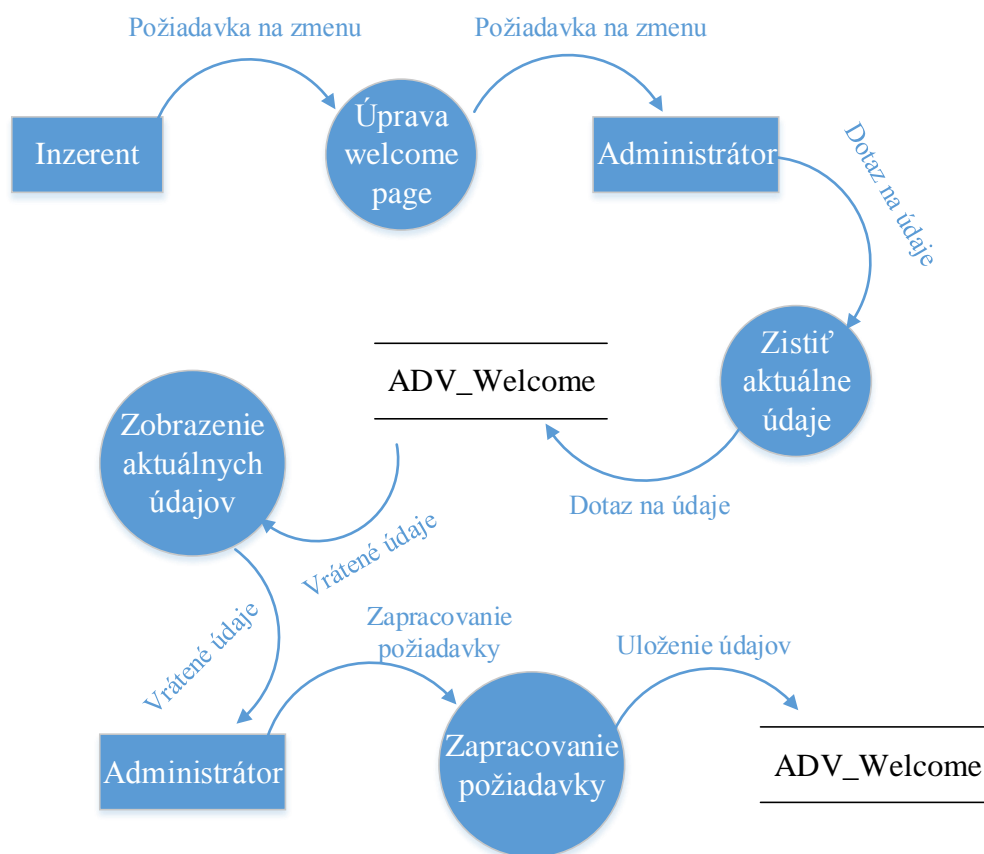 Požiadavka na zmenu
Požiadavka na zmenu
Inzerent
Úprava
welcome
page
Administrátor
Dotaz na údaje
Zistiť
aktuálne
údaje
ADV_Welcome
Dotaz na údaje
Zobrazenie
aktuálnych
údajov
Vrátené údaje
Vrátené údaje
Administrátor
Zapracovanie
požiadavky
Zapracovanie
požiadavky
Uloženie údajov
ADV_Welcome